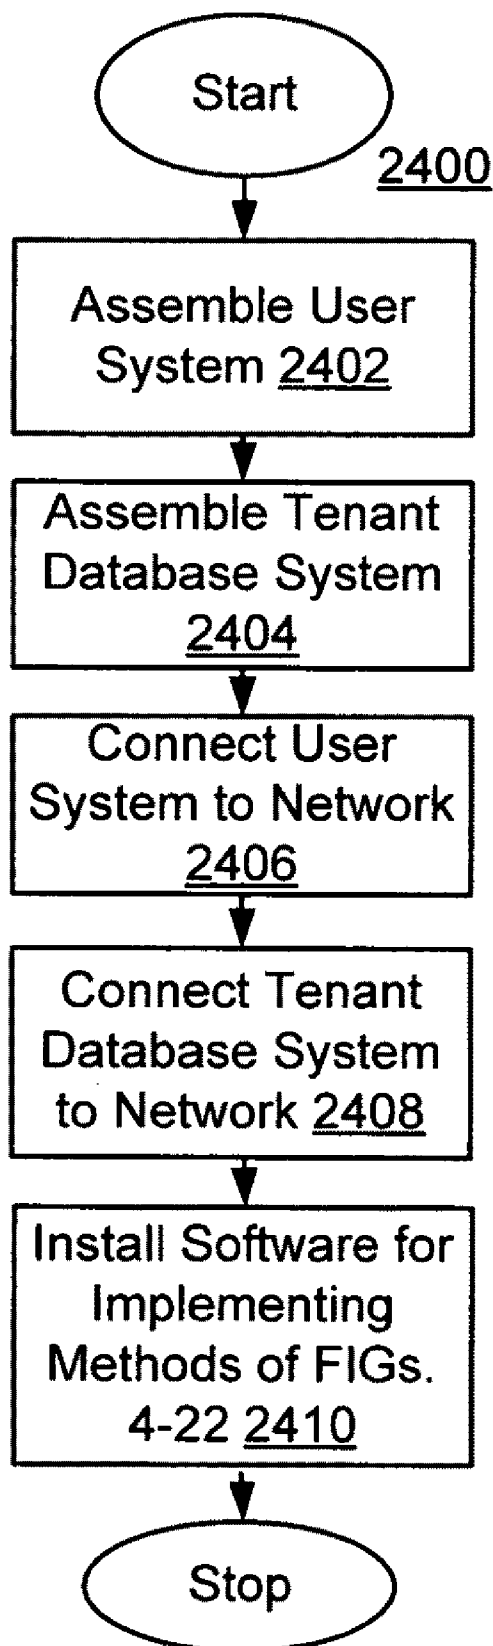 Start
2400
Assemble User
System 2402
Assemble Tenant
Database System
2404
Connect User
System to Network
2406
Connect Tenant
Database System
to Network 2408
Install Software for
Implementing
Methods of FIGs.
4-22 2410
Stop